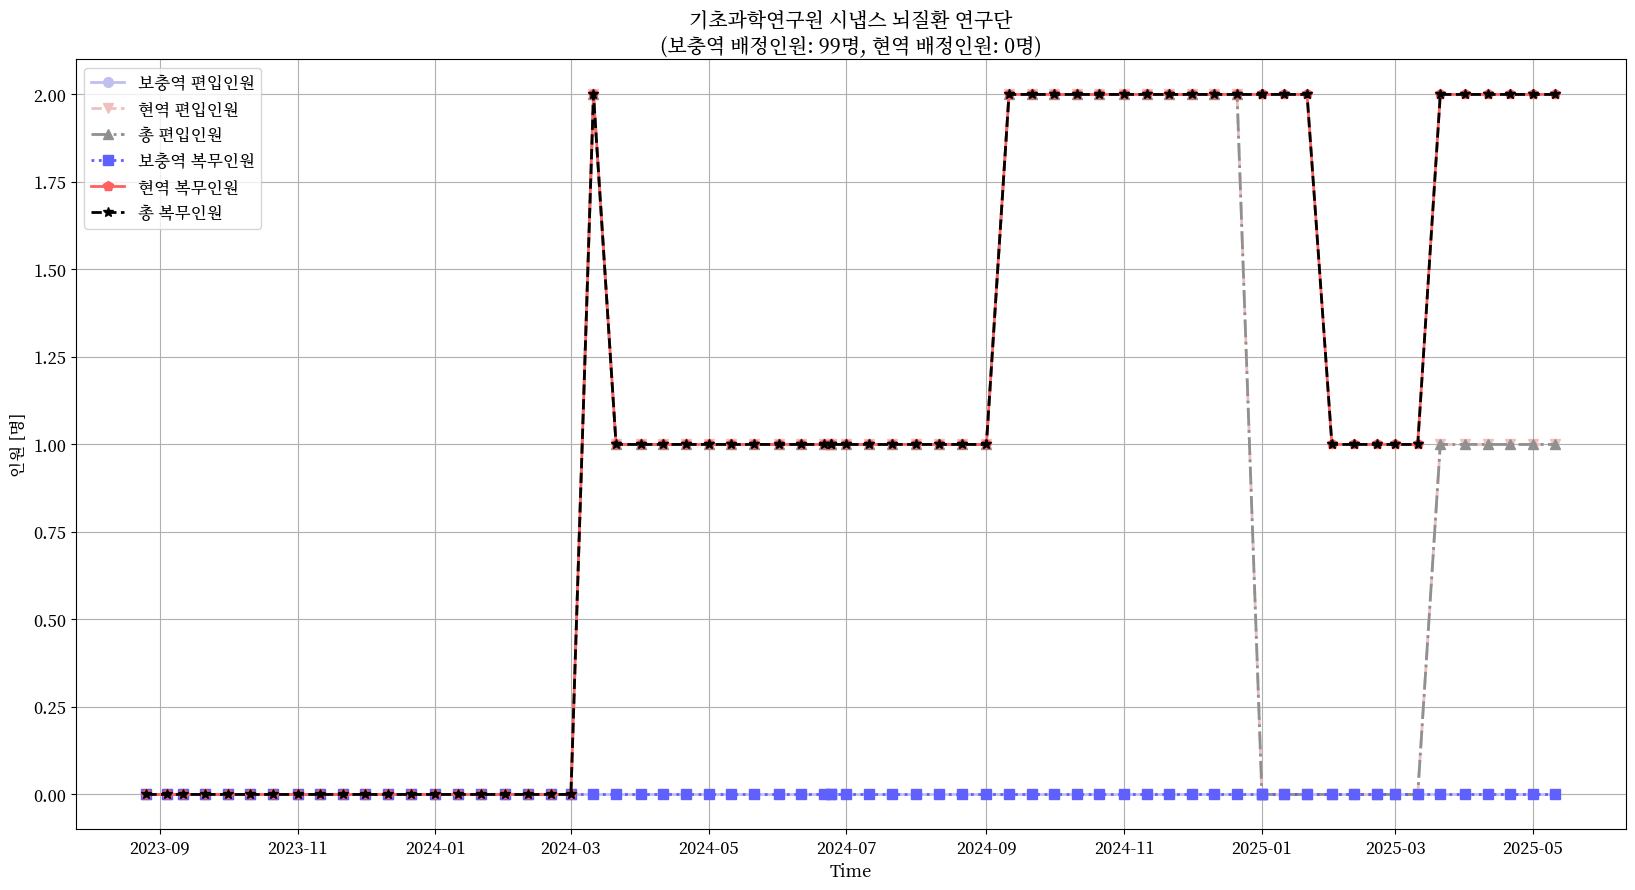 기초과학연구원 시냅스 뇌질환 연구단
(보충역 배정인원: 99명, 현역 배정인원: 0명)
보충역 편입인원
현역 편입인원
총 편입인원
보충역 복무인원
현역 복무인원
총 복무인원
인원 [명]
2.00
1.75
1.50
1.25
1.00
0.75
0.50
0.25
0.00
2023-09 2023-11 2024-01 2024-03 2024-05 2024-07 2024-09 2024-11 2025-01 2025-03 2025-05
Time